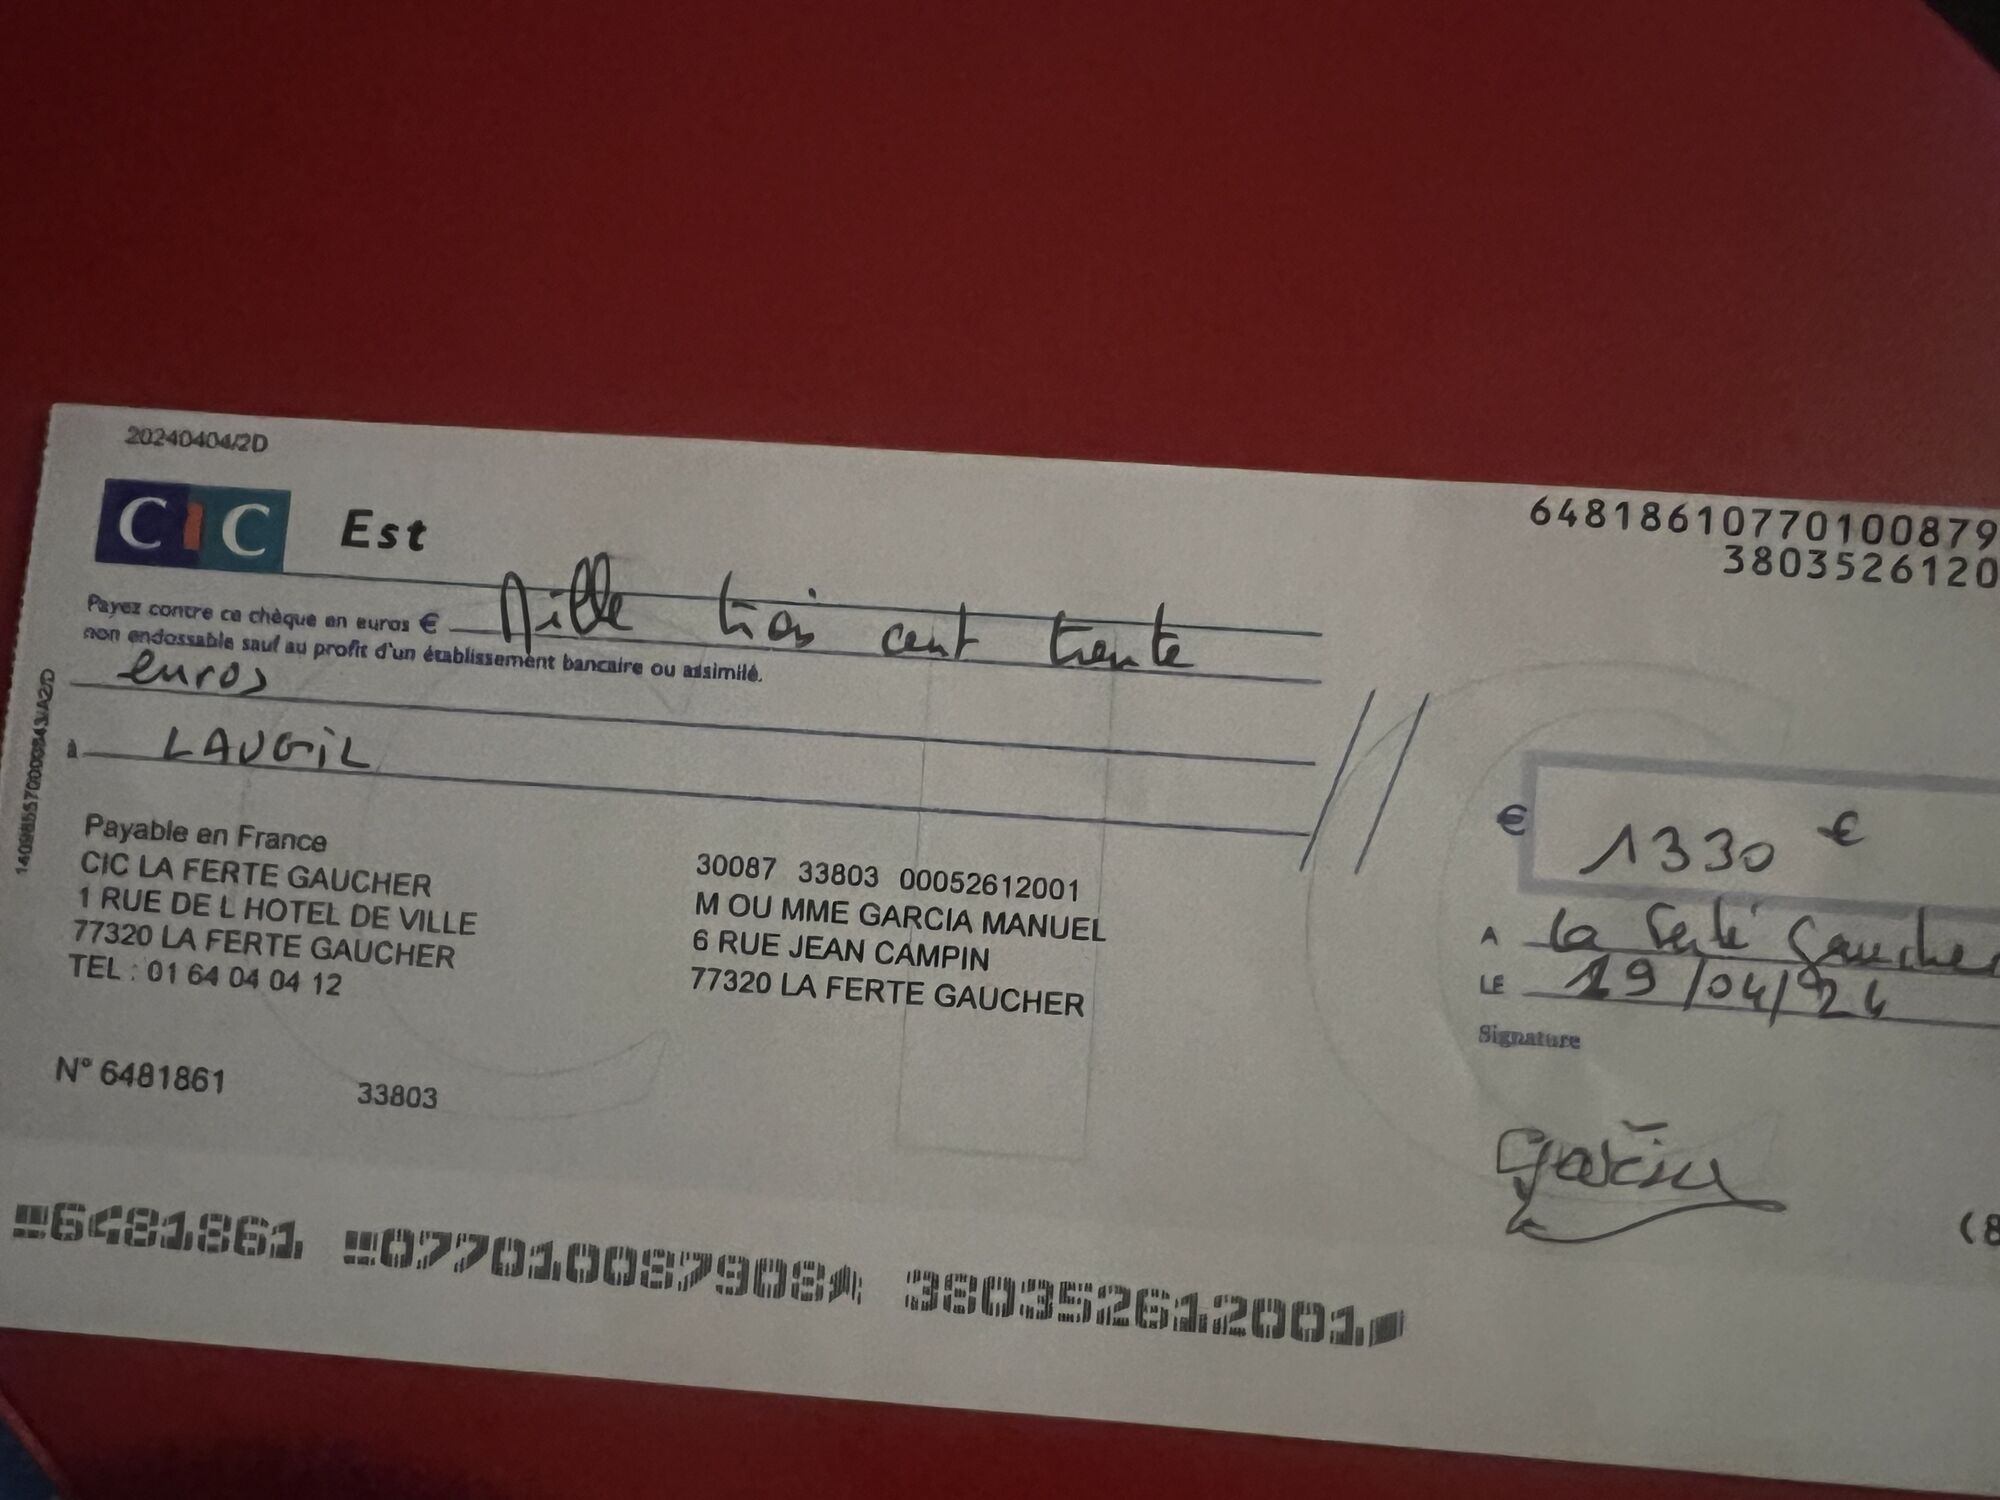 20240404/2D
CIC Est
64818610770100879
3803526120
Payez contre ce chèque en euros € Mille trois cent trente
non endossable sauf au profit d'un établissement bancaire ou assimilé.
euros
à LAUGIL
€ 1330 €
Payable en France
CIC LA FERTE GAUCHER
1 RUE DE L HOTEL DE VILLE
77320 LA FERTE GAUCHER
TEL : 01 64 04 04 12
30087 33803 00052612001
M OU MME GARCIA MANUEL
6 RUE JEAN CAMPIN
77320 LA FERTE GAUCHER
A La Ferté Gaucher
LE 19/04/24
Signature
Garcia
N° 6481861 33803
(8
6481861 077010087908 380352612001